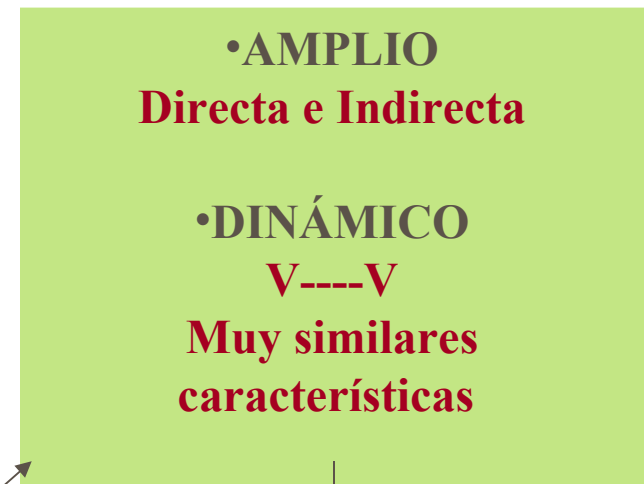 •AMPLIO
Directa e Indirecta
•DINÁMICO
V----V
Muy similares
características